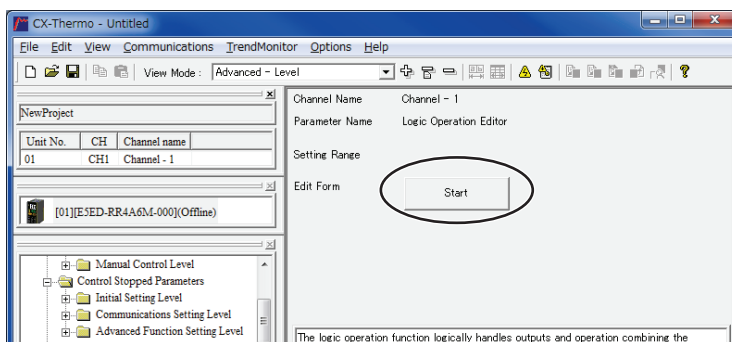 CX-Thermo - Untitled
File Edit View Communications TrendMonitor Options Help
View Mode : Advanced - Level
NewProject
Unit No. CH Channel name
01 CH1 Channel - 1
[01][E5ED-RR4A6M-000](Offline)
Manual Control Level
Control Stopped Parameters
Initial Setting Level
Communications Setting Level
Advanced Function Setting Level
Channel Name Channel - 1
Parameter Name Logic Operation Editor
Setting Range
Edit Form Start
The logic operation function logically handles outputs and operation combining the